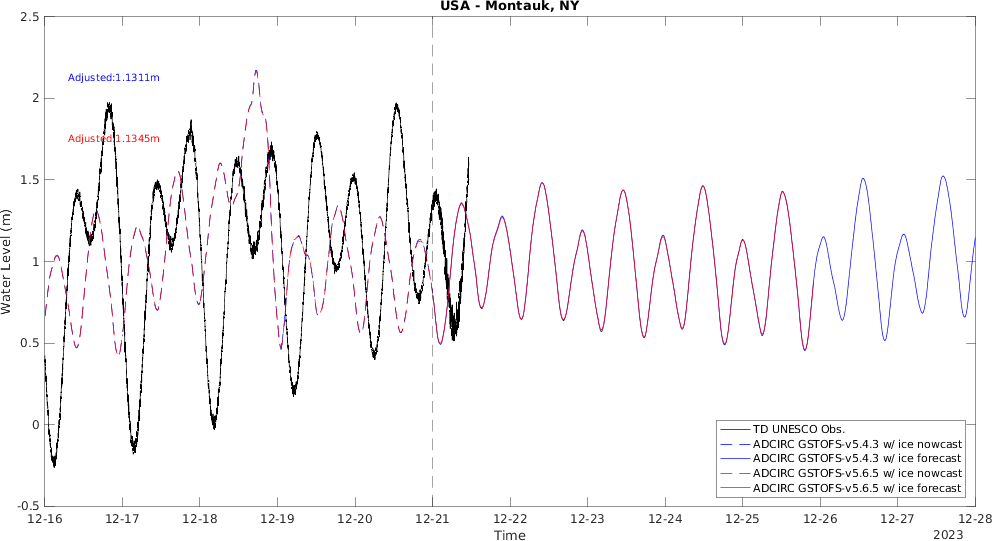 USA - Montauk, NY
2.5
2
1.5
1
0.5
0
-0.5
Water Level (m)
Adjusted:1.1311m
Adjusted:1.1345m
TD UNESCO Obs.
ADCIRC GSTOFS-v5.4.3 w/ ice nowcast
ADCIRC GSTOFS-v5.4.3 w/ ice forecast
ADCIRC GSTOFS-v5.6.5 w/ ice nowcast
ADCIRC GSTOFS-v5.6.5 w/ ice forecast
12-16 12-17 12-18 12-19 12-20 12-21 12-22 12-23 12-24 12-25 12-26 12-27 12-28
Time
2023